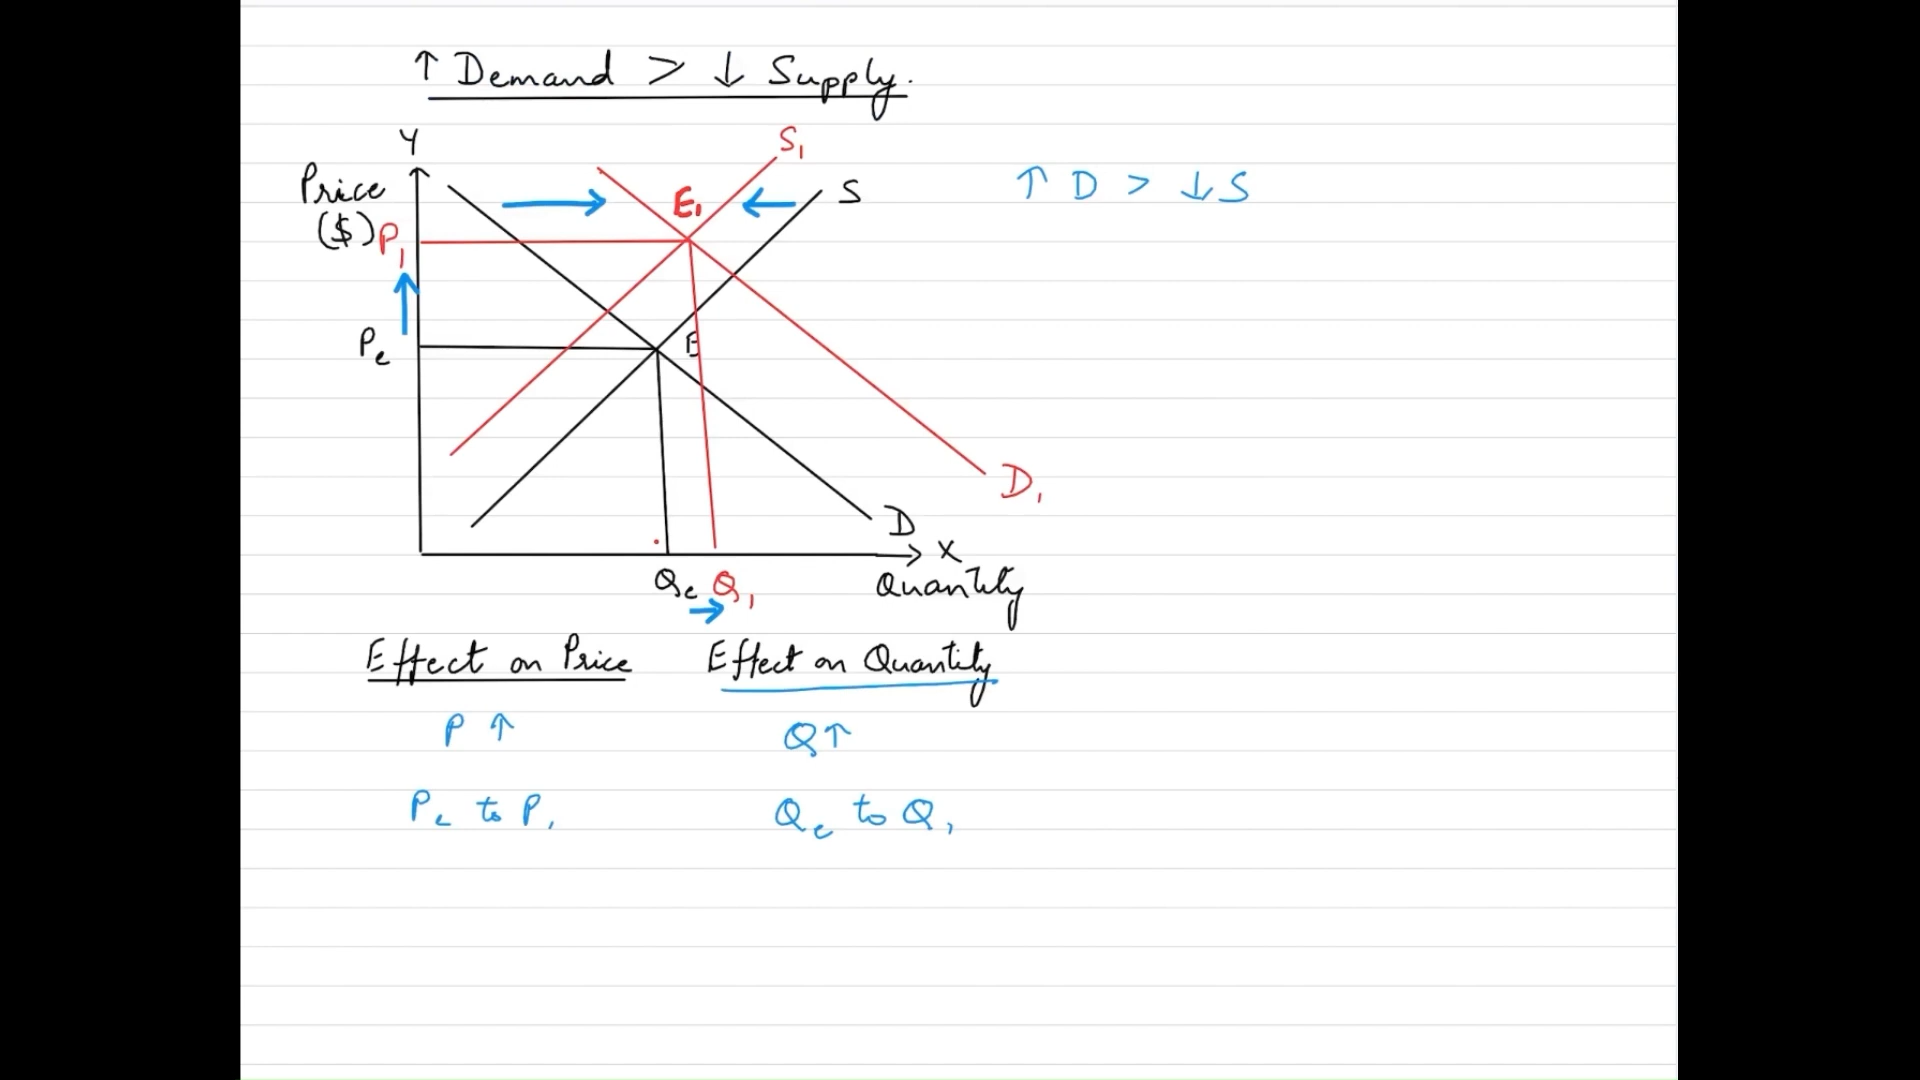 ↑ Demand > ↓ Supply.
Y
S₁
Price
($)
E₁
S
↑ D > ↓ S
P₁
Pe
E
D₁
D
X
Qe Q₁
Quantity
Effect on Price
Effect on Quantity
P ↑
Q↑
Pe to P₁
Qe to Q₁